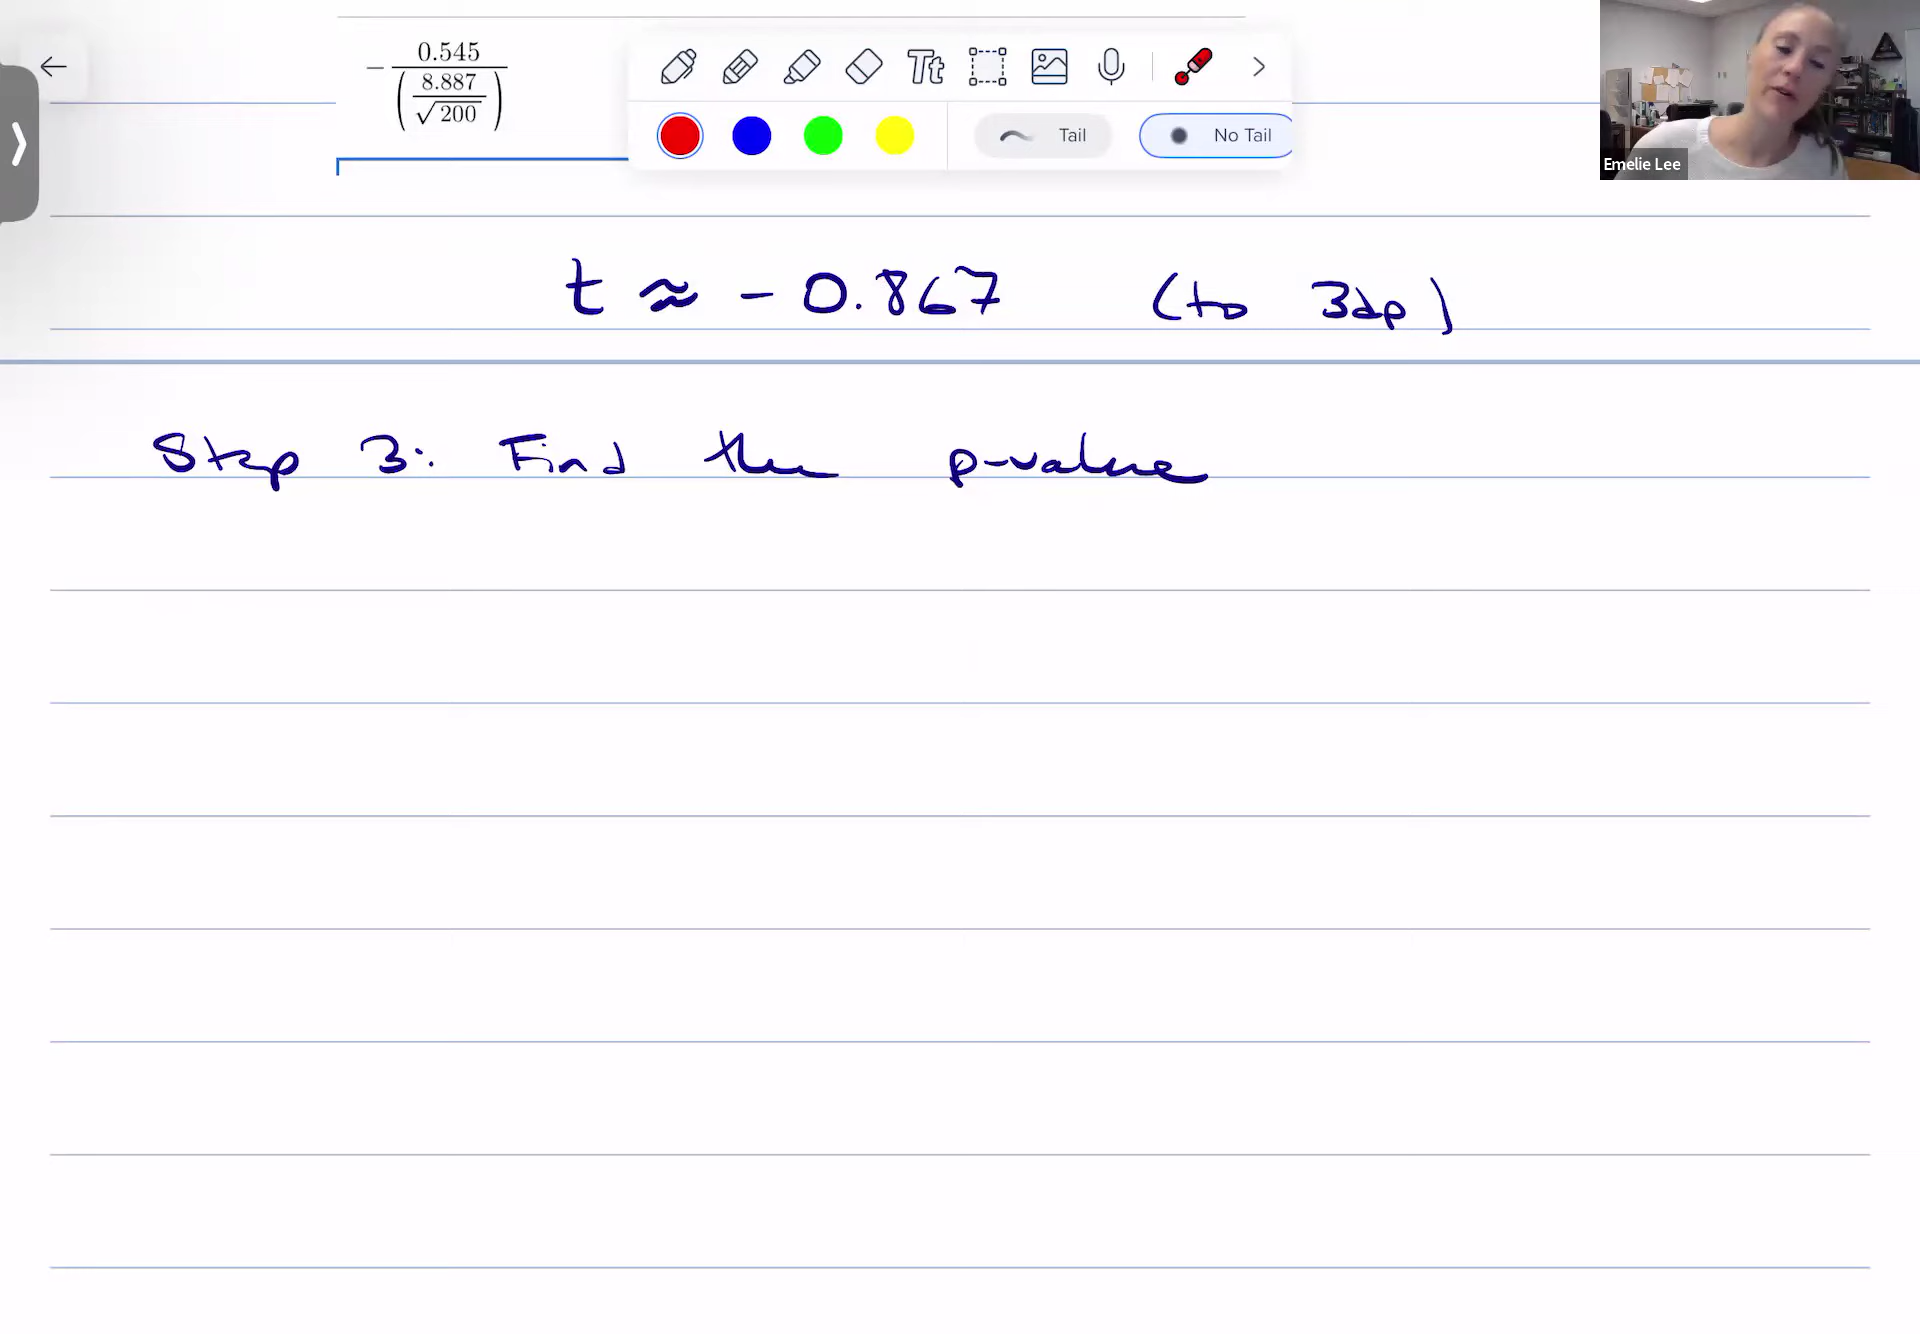 - 0.545 / ( 8.887 / √200 )
Tt
Tail No Tail
Emelie Lee
t ≈ - 0.867 (to 3dp)
Step 3: Find the p-value